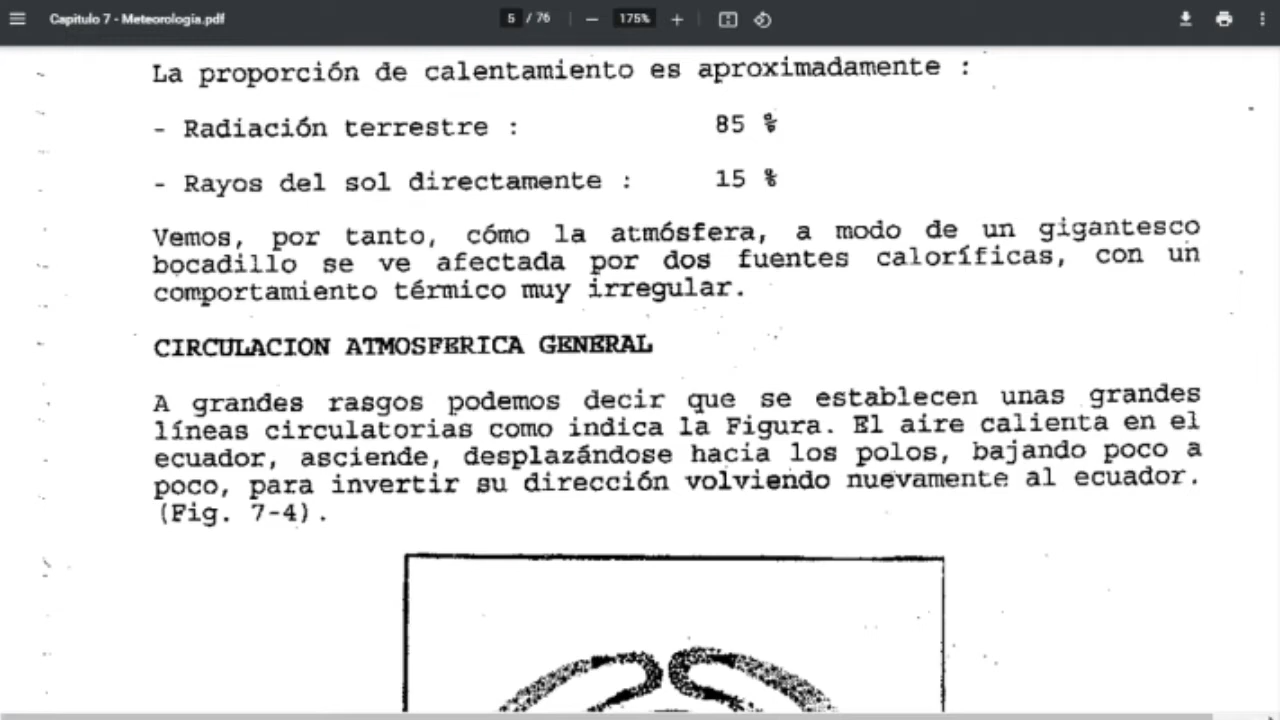 Capitulo 7 - Meteorologia.pdf
5 / 76
175%
La proporción de calentamiento es aproximadamente :
- Radiación terrestre : 85 %
- Rayos del sol directamente : 15 %
Vemos, por tanto, cómo la atmósfera, a modo de un gigantesco
bocadillo se ve afectada por dos fuentes caloríficas, con un
comportamiento térmico muy irregular.
CIRCULACION ATMOSFERICA GENERAL
A grandes rasgos podemos decir que se establecen unas grandes
líneas circulatorias como indica la Figura. El aire calienta en el
ecuador, asciende, desplazándose hacia los polos, bajando poco a
poco, para invertir su dirección volviendo nuevamente al ecuador.
(Fig. 7-4).